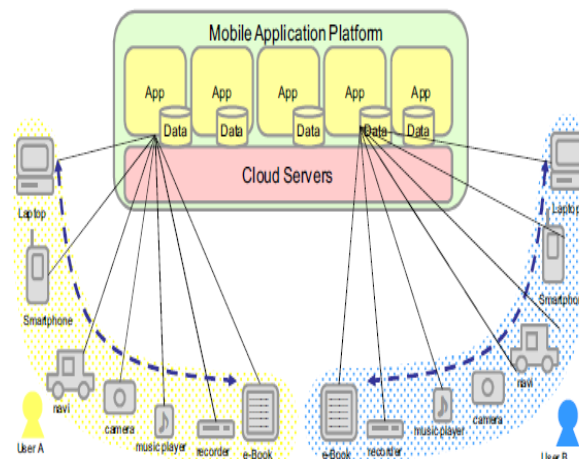 Mobile Application Platform
App App App App App
Data Data Data Data Data
Cloud Servers
Laptop
Smartphone
navi
camera
music player
recorder
e-Book
User A
Laptop
Smartphone
navi
camera
music player
recorder
e-Book
User B